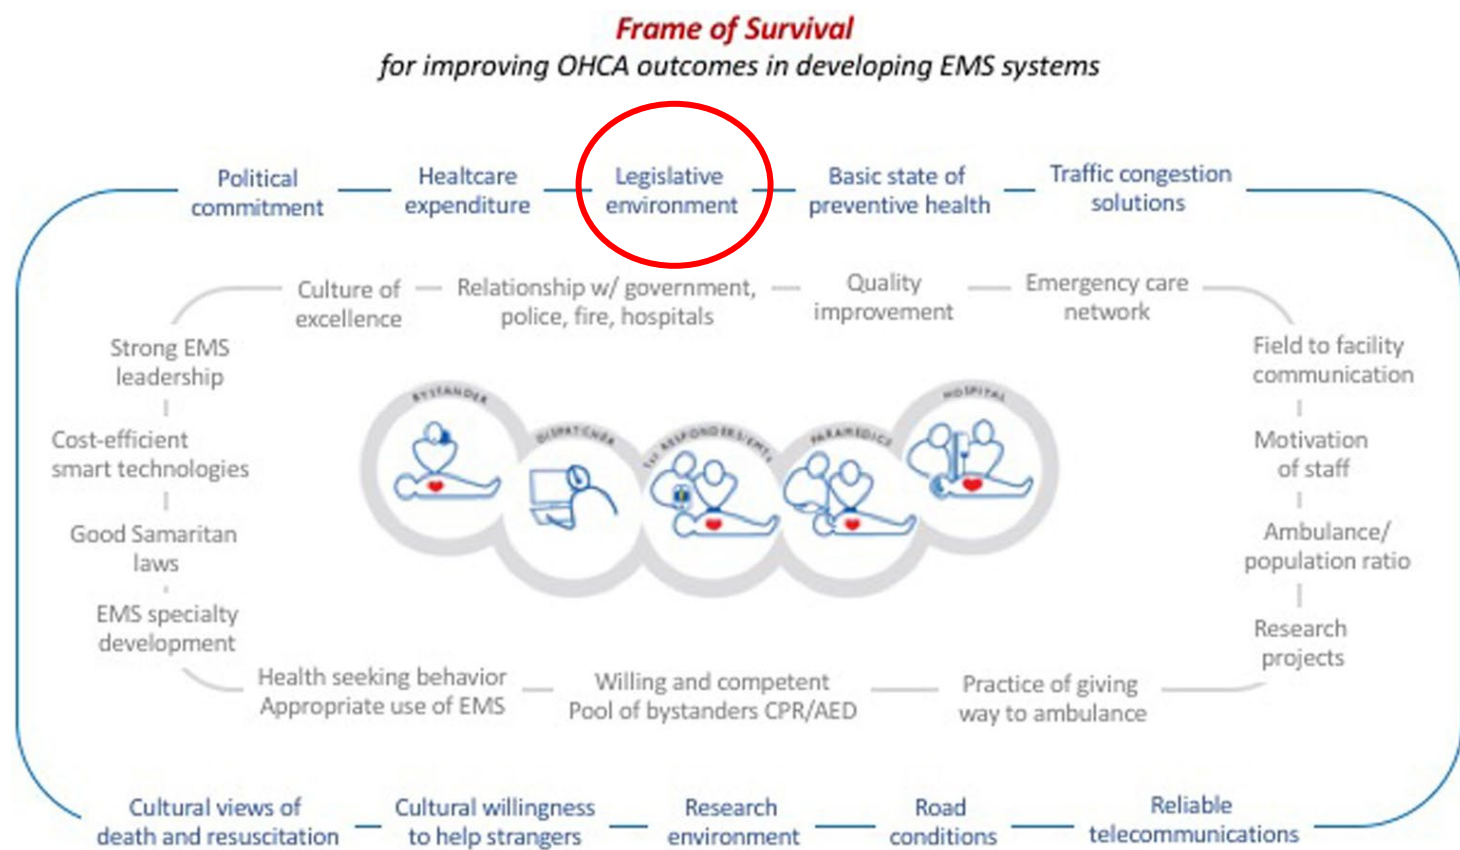 Frame of Survival
for improving OHCA outcomes in developing EMS systems
Political
commitment
Healtcare
expenditure
Legislative
environment
Basic state of
preventive health
Traffic congestion
solutions
Culture of
excellence
Relationship w/ government,
police, fire, hospitals
Quality
improvement
Emergency care
network
Strong EMS
leadership
Cost-efficient
smart technologies
Good Samaritan
laws
EMS specialty
development
BYSTANDER
DISPATCHER
1st RESPONDERS/EMTs
PARAMEDICS
HOSPITAL
Field to facility
communication
Motivation
of staff
Ambulance/
population ratio
Research
projects
Health seeking behavior
Appropriate use of EMS
Willing and competent
Pool of bystanders CPR/AED
Practice of giving
way to ambulance
Cultural views of
death and resuscitation
Cultural willingness
to help strangers
Research
environment
Road
conditions
Reliable
telecommunications